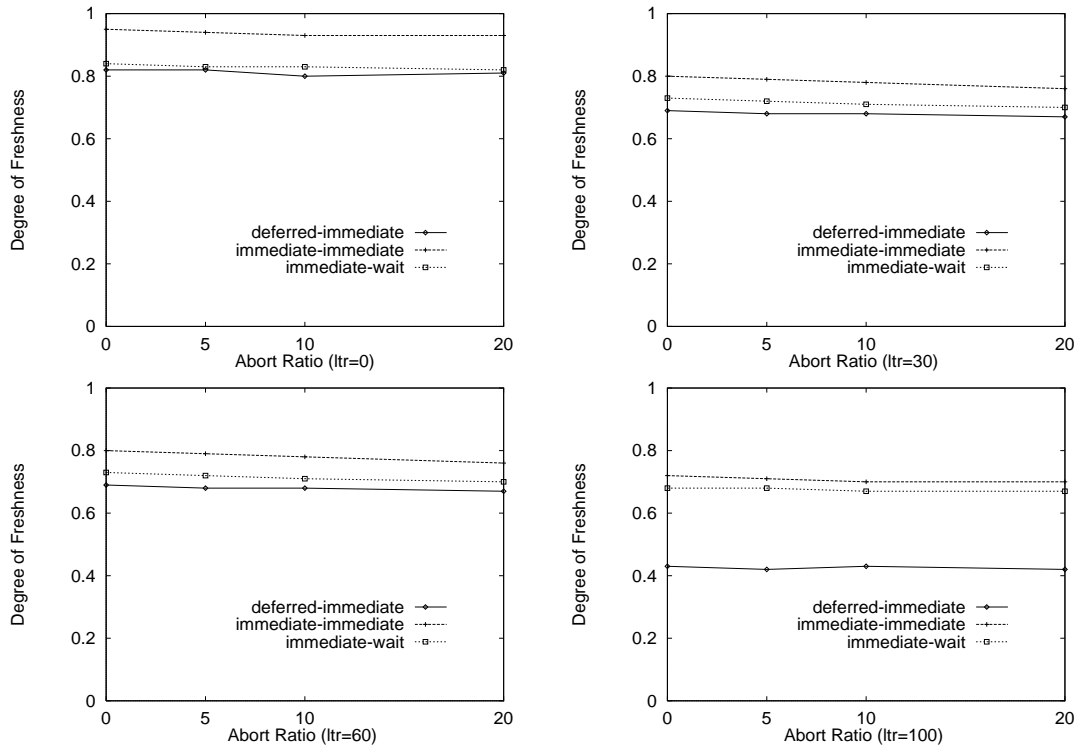 1
0.8
0.6
0.4
0.2
0
Degree of Freshness
deferred-immediate
immediate-immediate
immediate-wait
0 5 10 20
Abort Ratio (ltr=0)
1
0.8
0.6
0.4
0.2
0
Degree of Freshness
deferred-immediate
immediate-immediate
immediate-wait
0 5 10 20
Abort Ratio (ltr=30)
1
0.8
0.6
0.4
0.2
0
Degree of Freshness
deferred-immediate
immediate-immediate
immediate-wait
0 5 10 20
Abort Ratio (ltr=60)
1
0.8
0.6
0.4
0.2
0
Degree of Freshness
deferred-immediate
immediate-immediate
immediate-wait
0 5 10 20
Abort Ratio (ltr=100)